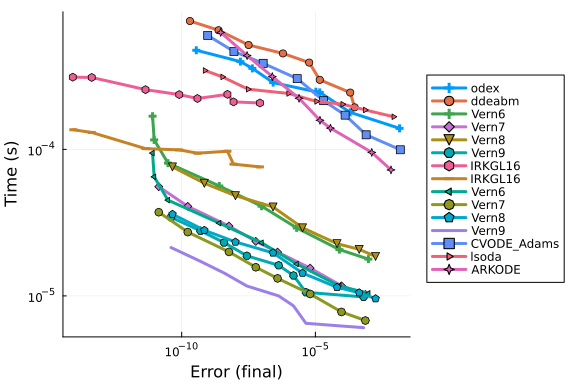 Time (s)
10⁻⁴
10⁻⁵
10⁻¹⁰
10⁻⁵
Error (final)
odex
ddeabm
Vern6
Vern7
Vern8
Vern9
IRKGL16
IRKGL16
Vern6
Vern7
Vern8
Vern9
CVODE_Adams
lsoda
ARKODE